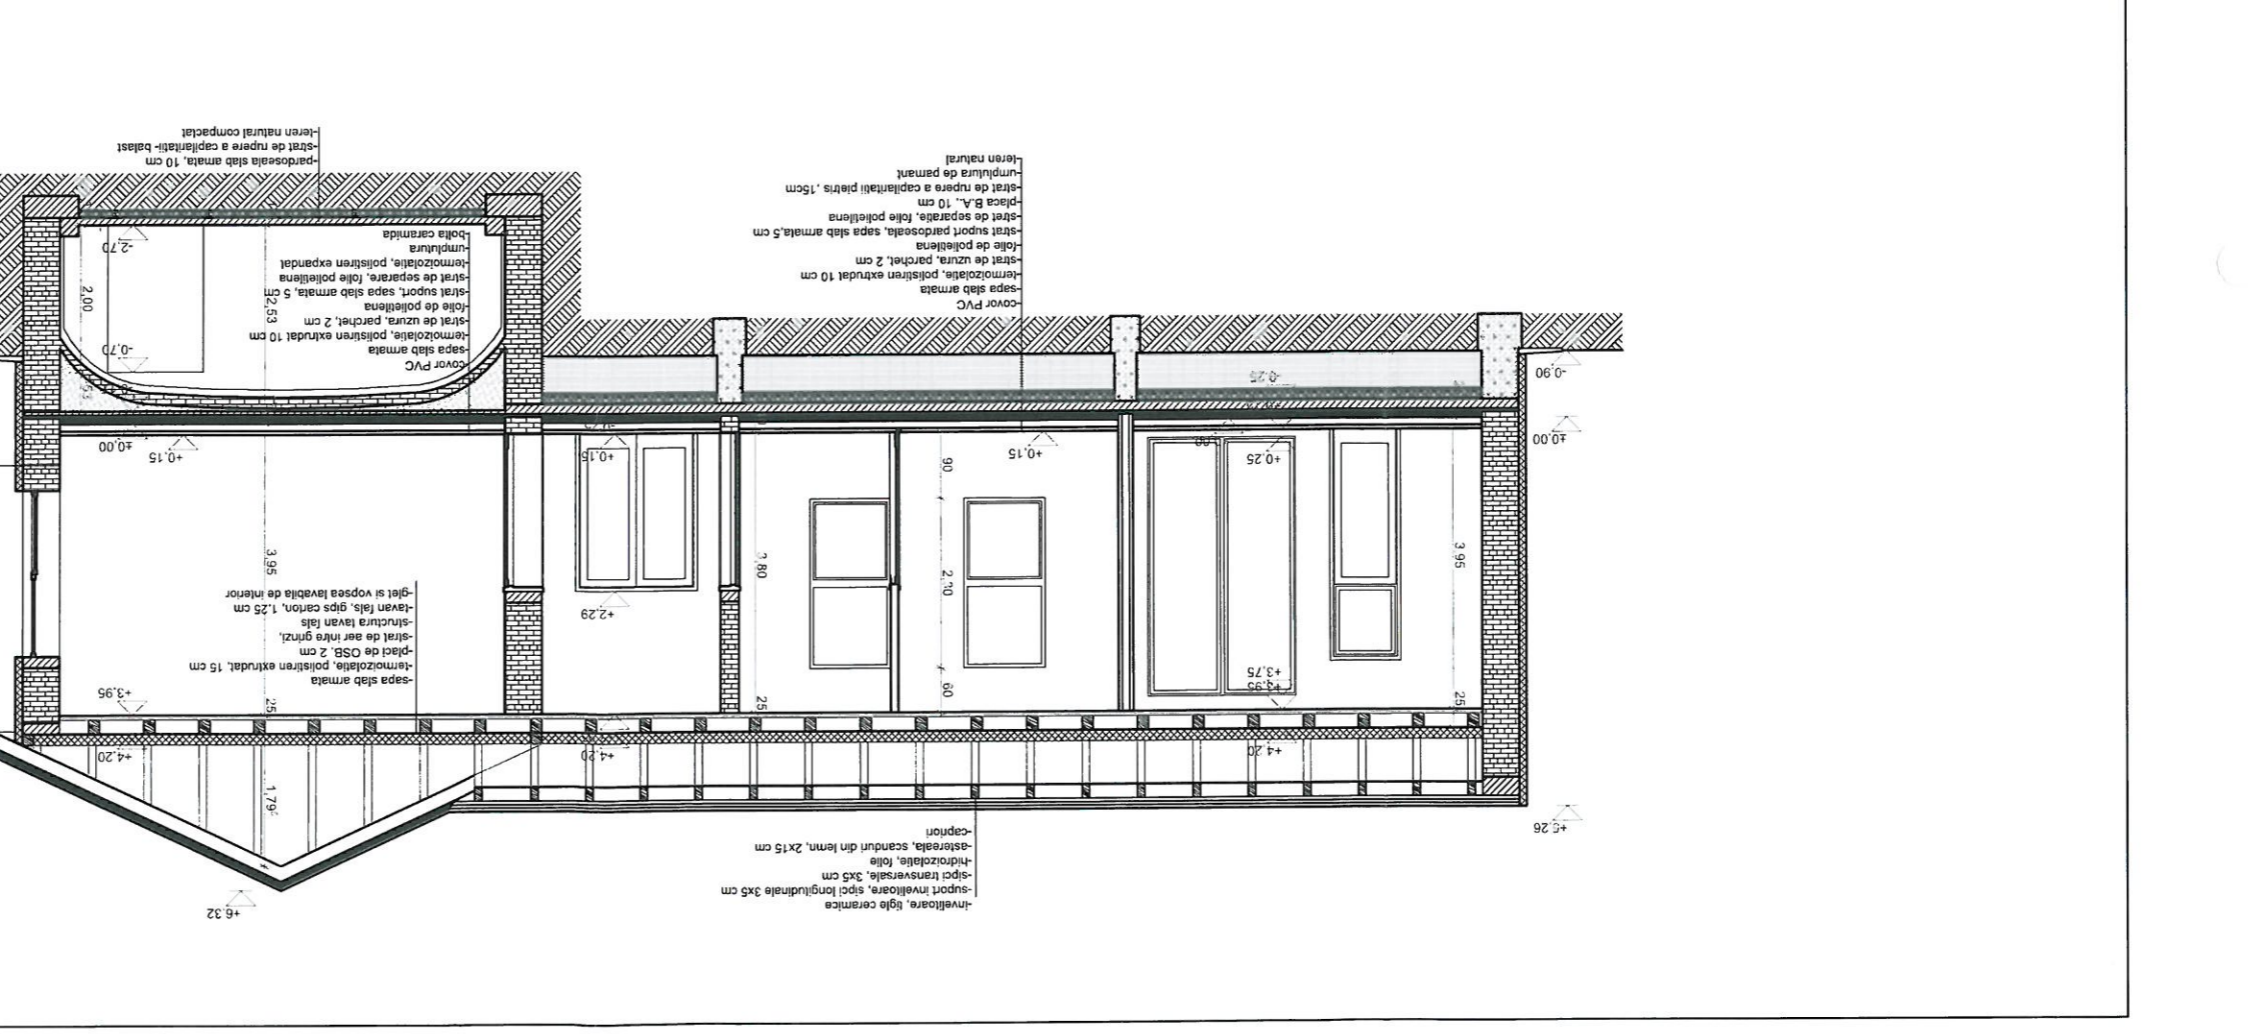 +6,32
-invelitoare, tigle ceramice
-suport invelitoare, sipci longitudinale 3x5 cm
-sipci transversale, 3x5 cm
-hidroizolatie, folie
-astereala, scanduri din lemn, 2x15 cm
-capriori
+5,26
1,79
+4,20
+4,20
+4,20
25
25
25
+3,95
+3,75
60
+3,95
-sapa slab armata
-termoizolatie, polistiren extrudat, 15 cm
-placi de OSB, 2 cm
-strat de aer intre grinzi,
-structura tavan fals
-tavan fals, gips carton, 1.25 cm
-glet si vopsea lavabila de interior
+2,29
3,95
2,30
3,80
3,95
90
+0,25
+0,15
+0,15
+0,15
±0,00
±0,00
-0,90
-0,25
-covor PVC
-sapa slab armata
-termoizolatie, polistiren extrudat 10 cm
-strat de uzura, parchet, 2 cm
-folie de polietilena
-strat suport pardoseala, sapa slab armata,5 cm
-stret de separatie, folie polietilena
-placa B.A., 10 cm
-strat de rupere a capilaritatii pietris ,15cm
-umplutura de pamant
-teren natural
-covor PVC
-sapa slab armata
-termoizolatie, polistiren extrudat 10 cm
-strat de uzura, parchet, 2 cm
-folie de polietilena
-strat suport, sapa slab armata, 5 cm
-strat de separare, folie polietilena
-termoizolatie, polistiren expandat
-umplutura
-bolta caramida
-0,70
2,53
2,00
-2,70
-pardoseala slab armata, 10 cm
-strat de rupere a capilaritatii- balast
-teren natural compactat